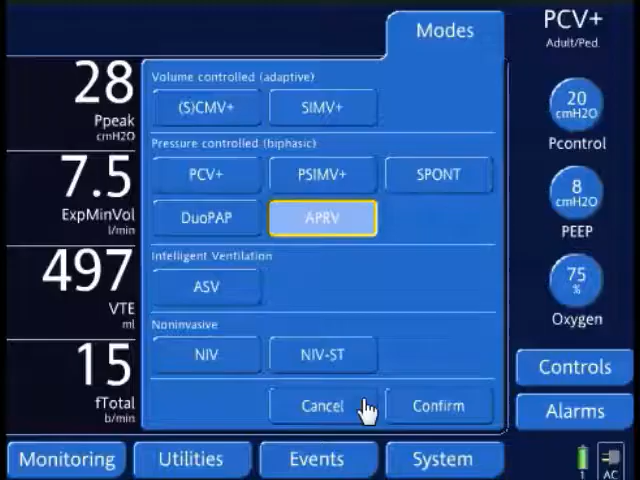 Modes
PCV+
Adult/Ped.
28
Ppeak
cmH2O
7.5
ExpMinVol
l/min
497
VTE
ml
15
fTotal
b/min
Volume controlled (adaptive)
(S)CMV+ SIMV+
Pressure controlled (biphasic)
PCV+ PSIMV+ SPONT
DuoPAP APRV
Intelligent Ventilation
ASV
Noninvasive
NIV NIV-ST
Cancel Confirm
20
cmH2O
Pcontrol
8
cmH2O
PEEP
75
%
Oxygen
Controls
Alarms
Monitoring Utilities Events System
1 AC